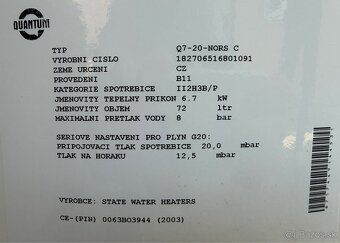 QUANTUM
TYP Q7-20-NORS C
VYROBNI CISLO 182706516801091
ZEME URCENI CZ
PROVEDENI B11
KATEGORIE SPOTREBICE II2H3B/P
JMENOVITY TEPELNY PRIKON 6.7 kW
JMENOVITY OBJEM 72 ltr
MAXIMALNI PRETLAK VODY 8 bar
SERIOVE NASTAVENI PRO PLYN G20:
PRIPOJOVACI TLAK SPOTREBICE 20,0 mbar
TLAK NA HORAKU 12,5 mbar
VYROBCE: STATE WATER HEATERS
CE-(PIN) 0063BO3944 (2003)
bazos.sk